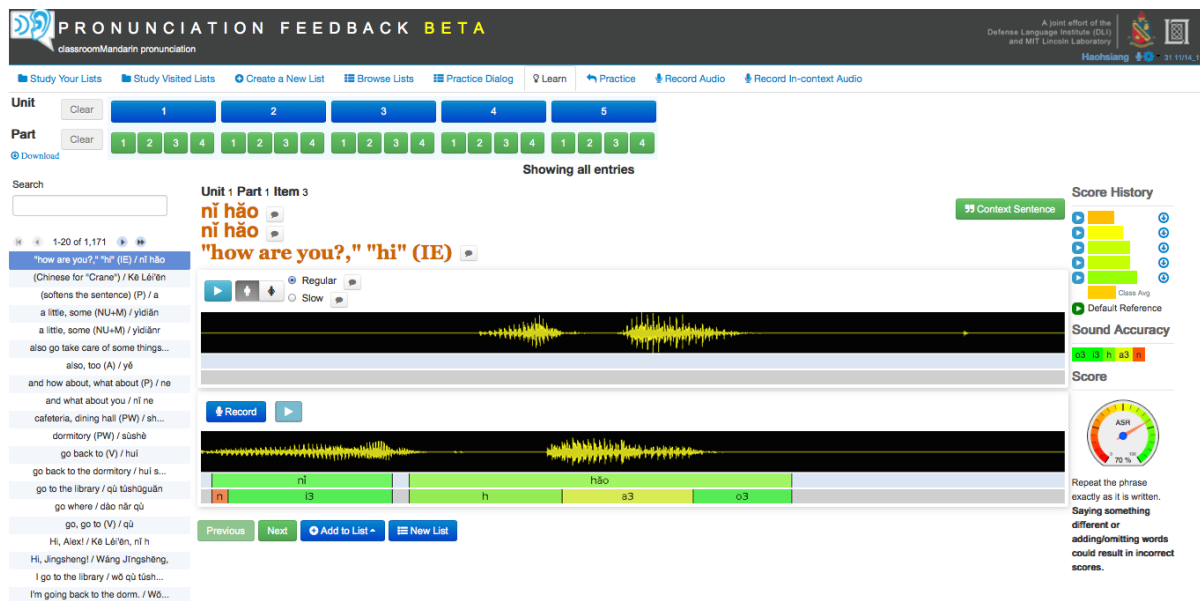 PRONUNCIATION FEEDBACK BETA
classroomMandarin pronunciation
A joint effort of the
Defense Language Institute (DLI)
and MIT Lincoln Laboratory
Haohsiang
Study Your Lists Study Visited Lists Create a New List Browse Lists Practice Dialog Learn Practice Record Audio Record In-context Audio
Unit Clear 1 2 3 4 5
Part Clear 1 2 3 4 1 2 3 4 1 2 3 4 1 2 3 4 1 2 3 4
Download
Showing all entries
Search
1-20 of 1,171
"how are you?," "hi" (IE) / nǐ hǎo
(Chinese for "Crane") / Kē Léi'ēn
(softens the sentence) (P) / a
a little, some (NU+M) / yìdiǎn
a little, some (NU+M) / yìdiǎnr
also go take care of some things...
also, too (A) / yě
and how about, what about (P) / ne
and what about you / nǐ ne
cafeteria, dining hall (PW) / sh...
dormitory (PW) / sùshè
go back to (V) / huí
go back to the dormitory / huí s...
go to the library / qù túshūguǎn
go where / dào nǎr qù
go, go to (V) / qù
Hi, Alex! / Kē Léi'ēn, nǐ h
Hi, Jingsheng! / Wáng Jīngshēng,
I go to the library / wǒ qù túsh...
I'm going back to the dorm. / Wǒ...
Unit 1 Part 1 Item 3
nǐ hǎo
nǐ hǎo
"how are you?," "hi" (IE)
Context Sentence
Regular
Slow
Record
nǐ hǎo
n i3 h a3 o3
Previous Next Add to List New List
Score History
Class Avg
Default Reference
Sound Accuracy
o3 i3 h a3 n
Score
ASR
0 100
70 %
Repeat the phrase
exactly as it is written.
Saying something
different or
adding/omitting words
could result in incorrect
scores.